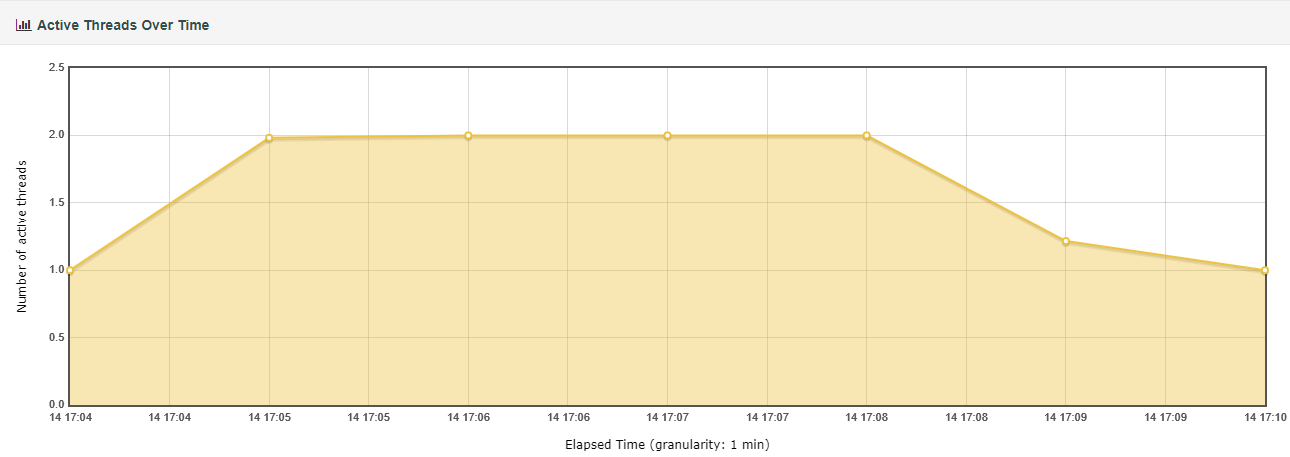 Active Threads Over Time
2.5
2.0
1.5
1.0
0.5
0.0
Number of active threads
14 17:04 14 17:04 14 17:05 14 17:05 14 17:06 14 17:06 14 17:07 14 17:07 14 17:08 14 17:08 14 17:09 14 17:09 14 17:10
Elapsed Time (granularity: 1 min)